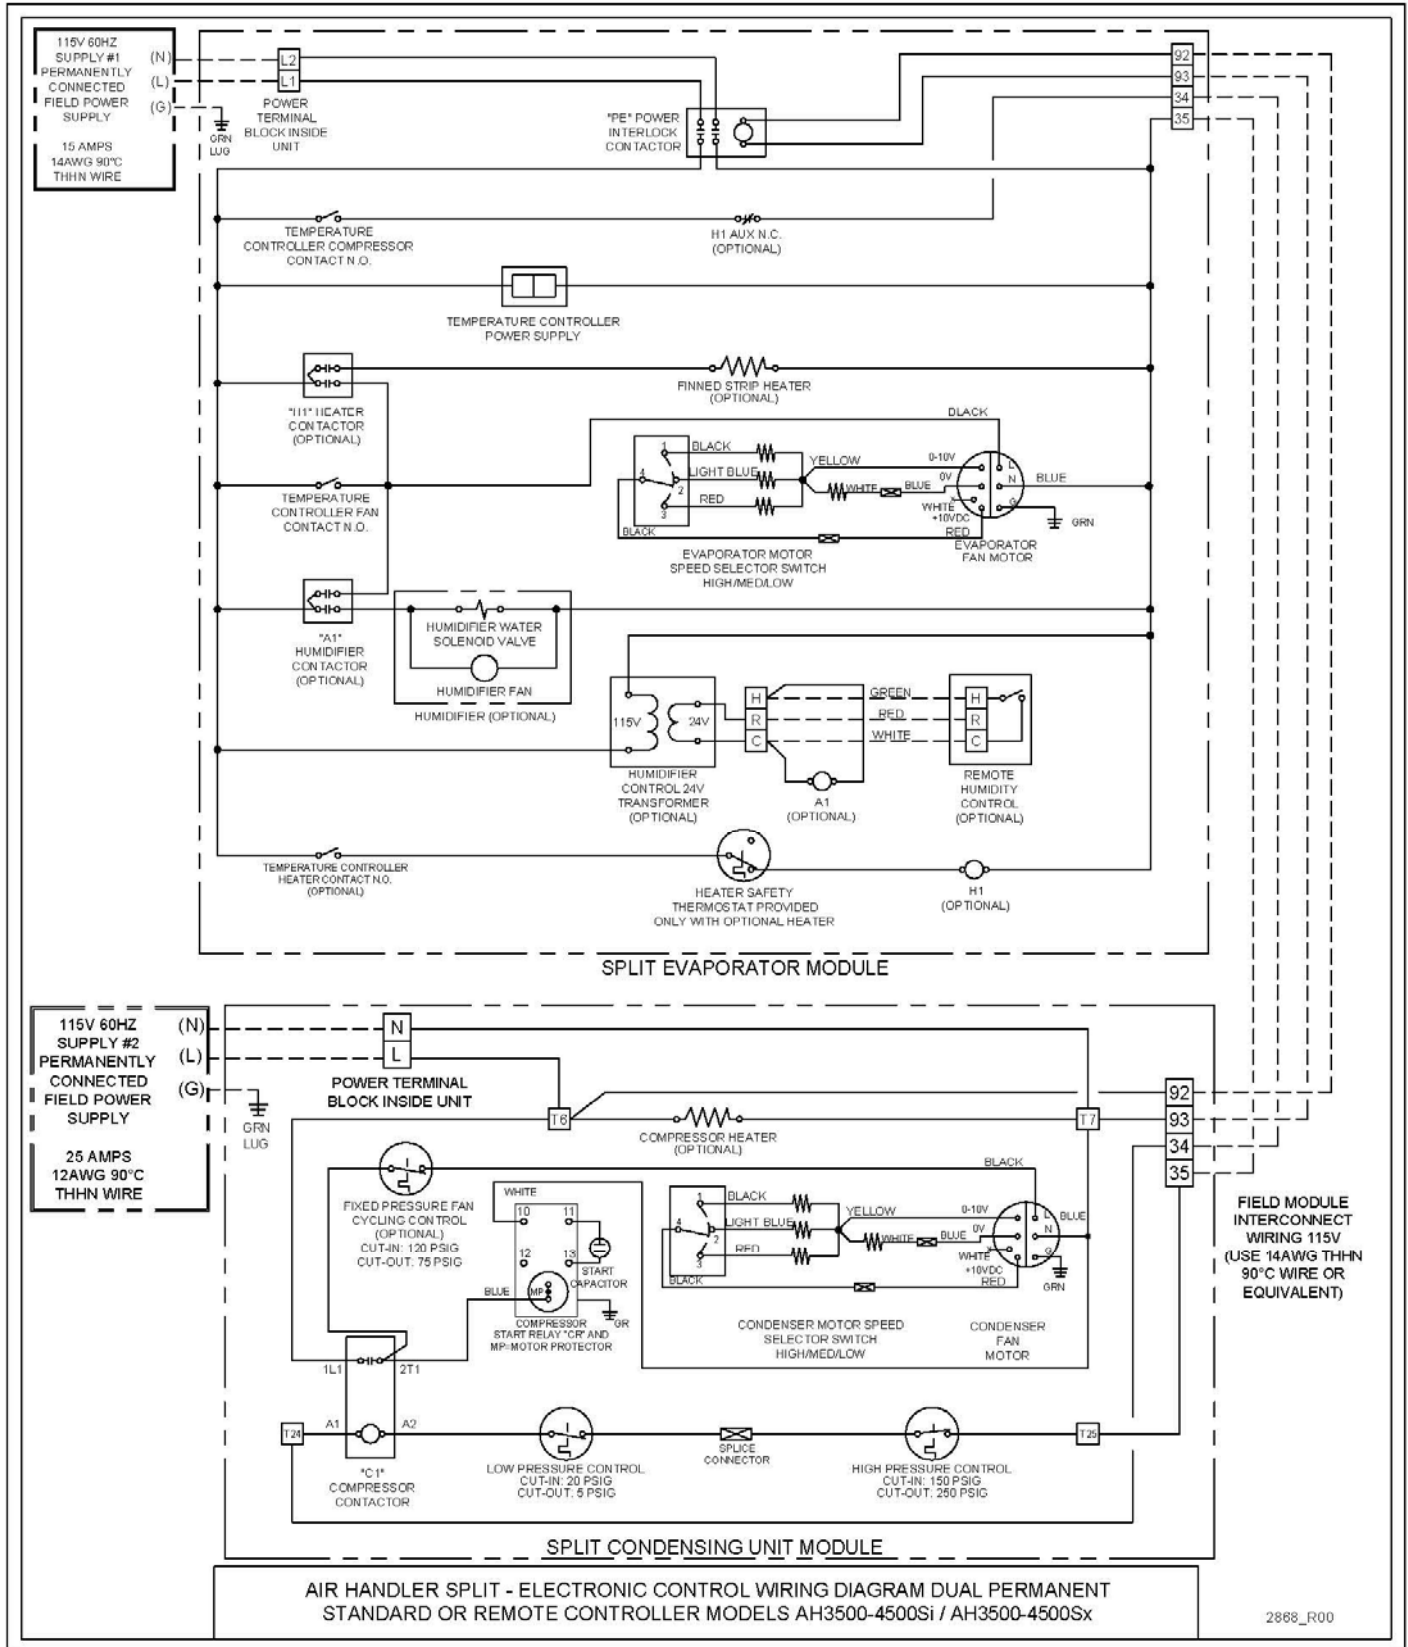 115V 60HZ
SUPPLY #1
PERMANENTLY
CONNECTED
FIELD POWER
SUPPLY
15 AMPS
14AWG 90°C
THHN WIRE
(N)
(L)
(G)
GRN
LUG
L2
L1
POWER
TERMINAL
BLOCK INSIDE
UNIT
"PE" POWER
INTERLOCK
CONTACTOR
92
93
34
35
TEMPERATURE
CONTROLLER COMPRESSOR
CONTACT N.O.
H1 AUX N.C.
(OPTIONAL)
TEMPERATURE CONTROLLER
POWER SUPPLY
"H1" HEATER
CONTACTOR
(OPTIONAL)
FINNED STRIP HEATER
(OPTIONAL)
TEMPERATURE
CONTROLLER FAN
CONTACT N.O.
BLACK
1
4
2
3
BLACK
LIGHT BLUE
RED
BLACK
YELLOW
WHITE
BLUE
0-10V
0V
WHITE
+10VDC
RED
L
N
G
BLUE
GRN
EVAPORATOR MOTOR
SPEED SELECTOR SWITCH
HIGH/MED/LOW
EVAPORATOR
FAN MOTOR
"A1"
HUMIDIFIER
CONTACTOR
(OPTIONAL)
HUMIDIFIER WATER
SOLENOID VALVE
HUMIDIFIER FAN
HUMIDIFIER (OPTIONAL)
115V
24V
HUMIDIFIER
CONTROL 24V
TRANSFORMER
(OPTIONAL)
H
R
C
GREEN
RED
WHITE
A1
(OPTIONAL)
H
R
C
REMOTE
HUMIDITY
CONTROL
(OPTIONAL)
TEMPERATURE CONTROLLER
HEATER CONTACT N.O.
(OPTIONAL)
HEATER SAFETY
THERMOSTAT PROVIDED
ONLY WITH OPTIONAL HEATER
H1
(OPTIONAL)
SPLIT EVAPORATOR MODULE
115V 60HZ
SUPPLY #2
PERMANENTLY
CONNECTED
FIELD POWER
SUPPLY
25 AMPS
12AWG 90°C
THHN WIRE
(N)
(L)
(G)
GRN
LUG
N
L
POWER TERMINAL
BLOCK INSIDE UNIT
T6
COMPRESSOR HEATER
(OPTIONAL)
T7
92
93
34
35
FIXED PRESSURE FAN
CYCLING CONTROL
(OPTIONAL)
CUT-IN: 120 PSIG
CUT-OUT: 75 PSIG
WHITE
10
11
12
13
START
CAPACITOR
BLUE
MP
GR
COMPRESSOR
START RELAY "CR" AND
MP=MOTOR PROTECTOR
BLACK
1
4
2
3
BLACK
LIGHT BLUE
RED
BLACK
YELLOW
WHITE
BLUE
0-10V
0V
WHITE
+10VDC
RED
L
N
G
BLUE
GRN
CONDENSER MOTOR SPEED
SELECTOR SWITCH
HIGH/MED/LOW
CONDENSER
FAN
MOTOR
FIELD MODULE
INTERCONNECT
WIRING 115V
(USE 14AWG THHN
90°C WIRE OR
EQUIVALENT)
1L1
2T1
T24
A1
A2
"C1"
COMPRESSOR
CONTACTOR
LOW PRESSURE CONTROL
CUT-IN: 20 PSIG
CUT-OUT: 5 PSIG
SPLICE
CONNECTOR
HIGH PRESSURE CONTROL
CUT-IN: 150 PSIG
CUT-OUT: 250 PSIG
T25
SPLIT CONDENSING UNIT MODULE
AIR HANDLER SPLIT - ELECTRONIC CONTROL WIRING DIAGRAM DUAL PERMANENT
STANDARD OR REMOTE CONTROLLER MODELS AH3500-4500Si / AH3500-4500Sx
2868_R00